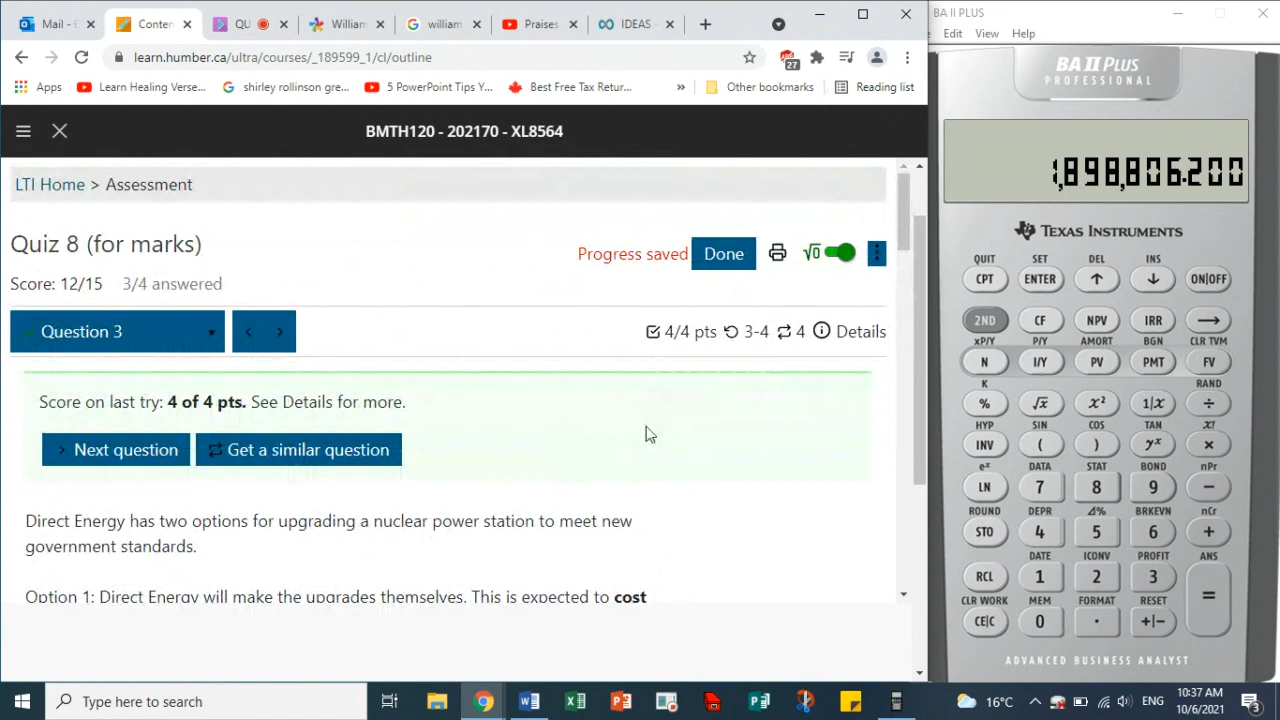 Mail - E
Conten
QU
William
william
Praises
IDEAS -
BA II PLUS
Edit View Help
learn.humber.ca/ultra/courses/_189599_1/cl/outline
27
Apps
Learn Healing Verse...
shirley rollinson gre...
5 PowerPoint Tips Y...
Best Free Tax Retur...
»
Other bookmarks
Reading list
BMTH120 - 202170 - XL8564
LTI Home > Assessment
Quiz 8 (for marks)
Progress saved Done √0
Score: 12/15 3/4 answered
Question 3 < >
4/4 pts 3-4 4 Details
Score on last try: 4 of 4 pts. See Details for more.
> Next question
Get a similar question
Direct Energy has two options for upgrading a nuclear power station to meet new
government standards.
Option 1: Direct Energy will make the upgrades themselves. This is expected to cost
BA II PLUS
PROFESSIONAL
1,898,806.200
TEXAS INSTRUMENTS
QUIT SET DEL INS
CPT ENTER ↑ ↓ ON|OFF
2ND CF NPV IRR →
xP/Y P/Y AMORT BGN CLR TVM
N I/Y PV PMT FV
K RAND
% √x x² 1/x ÷
HYP SIN COS TAN x!
INV ( ) yˣ ×
eˣ DATA STAT BOND nPr
LN 7 8 9 −
ROUND DEPR Δ% BRKEVN nCr
STO 4 5 6 +
DATE ICONV PROFIT ANS
RCL 1 2 3 =
CLR WORK MEM FORMAT RESET
CE|C 0 . +|−
ADVANCED BUSINESS ANALYST
Type here to search
16°C
ENG
10:37 AM
10/6/2021
3